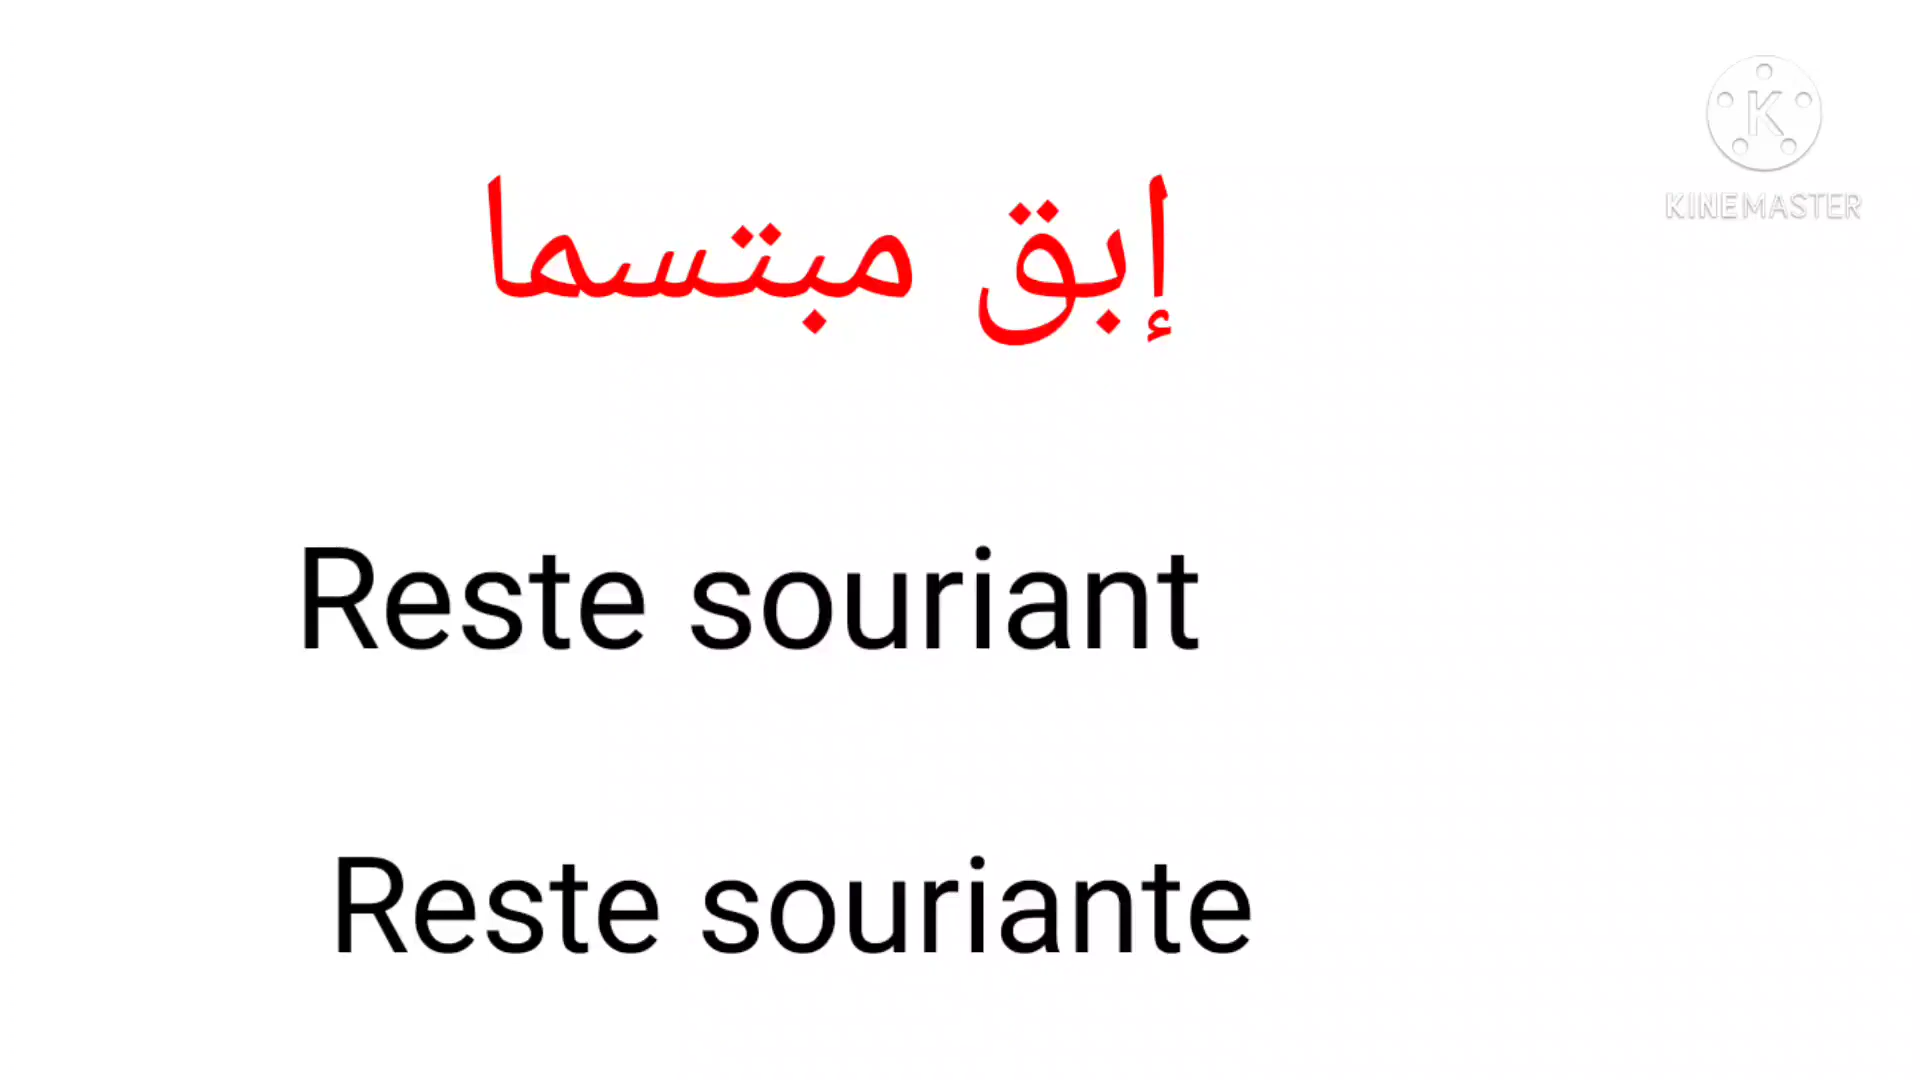 إبق مبتسما
Reste souriant
Reste souriante
KINEMASTER